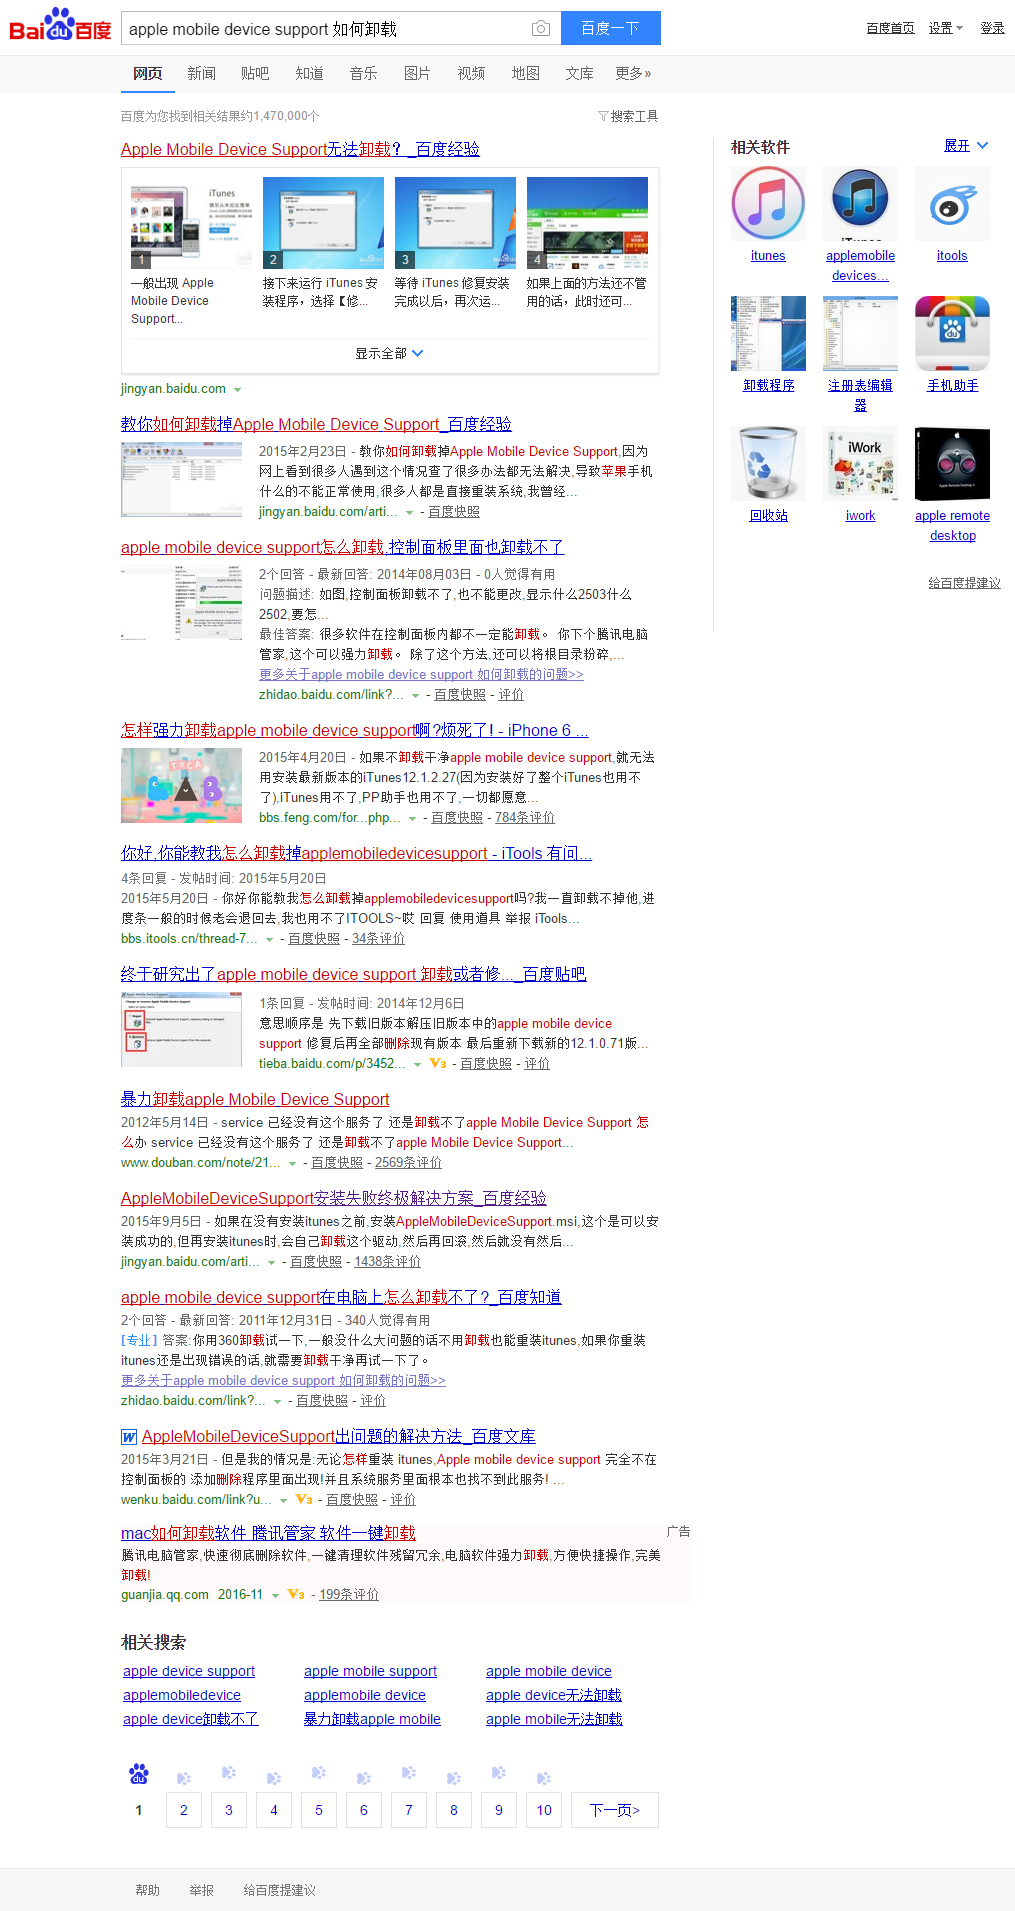 Bai du 百度
apple mobile device support 如何卸载
百度一下
百度首页 设置 登录
网页 新闻 贴吧 知道 音乐 图片 视频 地图 文库 更多»
百度为您找到相关结果约1,470,000个
搜索工具
Apple Mobile Device Support无法卸载？_百度经验
iTunes
1
2
3
4
一般出现 Apple
Mobile Device
Support...
接下来运行 iTunes 安
装程序，选择【修...
等待 iTunes 修复安装
完成以后，再次运...
如果上面的方法还不管
用的话，此时还可...
显示全部
jingyan.baidu.com
教你如何卸载掉Apple Mobile Device Support_百度经验
2015年2月23日 - 教你如何卸载掉Apple Mobile Device Support,因为
网上看到很多人遇到这个情况查了很多办法都无法解决,导致苹果手机
什么的不能正常使用,很多人都是直接重装系统,我曾经...
jingyan.baidu.com/arti... - 百度快照
apple mobile device support怎么卸载,控制面板里面也卸载不了
2个回答 - 最新回答: 2014年08月03日 - 0人觉得有用
问题描述: 如图,控制面板卸载不了,也不能更改,显示什么2503什么
2502,要怎...
最佳答案: 很多软件在控制面板内都不一定能卸载。 你下个腾讯电脑
管家,这个可以强力卸载。 除了这个方法,还可以将根目录粉碎,...
更多关于apple mobile device support 如何卸载的问题>>
zhidao.baidu.com/link?... - 百度快照 - 评价
怎样强力卸载apple mobile device support啊?烦死了! - iPhone 6 ...
TOCA
2015年4月20日 - 如果不卸载干净apple mobile device support,就无法
用安装最新版本的iTunes12.1.2.27(因为安装好了整个iTunes也用不
了),iTunes用不了,PP助手也用不了,一切都愿意...
bbs.feng.com/for...php... - 百度快照 - 784条评价
你好,你能教我怎么卸载掉applemobiledevicesupport - iTools 有问...
4条回复 - 发帖时间: 2015年5月20日
2015年5月20日 - 你好你能教我怎么卸载掉applemobiledevicesupport吗?我一直卸载不掉他,进
度条一般的时候老会退回去,我也用不了ITOOLS~哎 回复 使用道具 举报 iTools...
bbs.itools.cn/thread-7... - 百度快照 - 34条评价
终于研究出了apple mobile device support 卸载或者修..._百度贴吧
1条回复 - 发帖时间: 2014年12月6日
意思顺序是 先下载旧版本解压旧版本中的apple mobile device
support 修复后再全部删除现有版本 最后重新下载新的12.1.0.71版...
tieba.baidu.com/p/3452... V3 - 百度快照 - 评价
暴力卸载apple Mobile Device Support
2012年5月14日 - service 已经没有这个服务了 还是卸载不了apple Mobile Device Support 怎
么办 service 已经没有这个服务了 还是卸载不了apple Mobile Device Support...
www.douban.com/note/21... - 百度快照 - 2569条评价
AppleMobileDeviceSupport安装失败终极解决方案_百度经验
2015年9月5日 - 如果在没有安装itunes之前,安装AppleMobileDeviceSupport.msi,这个是可以安
装成功的,但再安装itunes时,会自己卸载这个驱动,然后再回滚,然后就没有然后...
jingyan.baidu.com/arti... - 百度快照 - 1438条评价
apple mobile device support在电脑上怎么卸载不了?_百度知道
2个回答 - 最新回答: 2011年12月31日 - 340人觉得有用
[专业] 答案:你用360卸载试一下,一般没什么大问题的话不用卸载也能重装itunes,如果你重装
itunes还是出现错误的话,就需要卸载干净再试一下了。
更多关于apple mobile device support 如何卸载的问题>>
zhidao.baidu.com/link?... - 百度快照 - 评价
W AppleMobileDeviceSupport出问题的解决方法_百度文库
2015年3月21日 - 但是我的情况是:无论怎样重装 itunes,Apple mobile device support 完全不在
控制面板的 添加删除程序里面出现!并且系统服务里面根本也找不到此服务! ...
wenku.baidu.com/link?u... V3 - 百度快照 - 评价
mac如何卸载软件 腾讯管家 软件一键卸载
广告
腾讯电脑管家,快速彻底删除软件,一键清理软件残留冗余,电脑软件强力卸载,方便快捷操作,完美
卸载!
guanjia.qq.com 2016-11 V3 - 199条评价
相关搜索
apple device support apple mobile support apple mobile device
applemobiledevice applemobile device apple device无法卸载
apple device卸载不了 暴力卸载apple mobile apple mobile无法卸载
du
1 2 3 4 5 6 7 8 9 10 下一页>
帮助 举报 给百度提建议
相关软件 展开
itunes
applemobile
devices...
itools
卸载程序
注册表编辑
器
手机助手
iWork
回收站
iwork
apple remote
desktop
给百度提建议